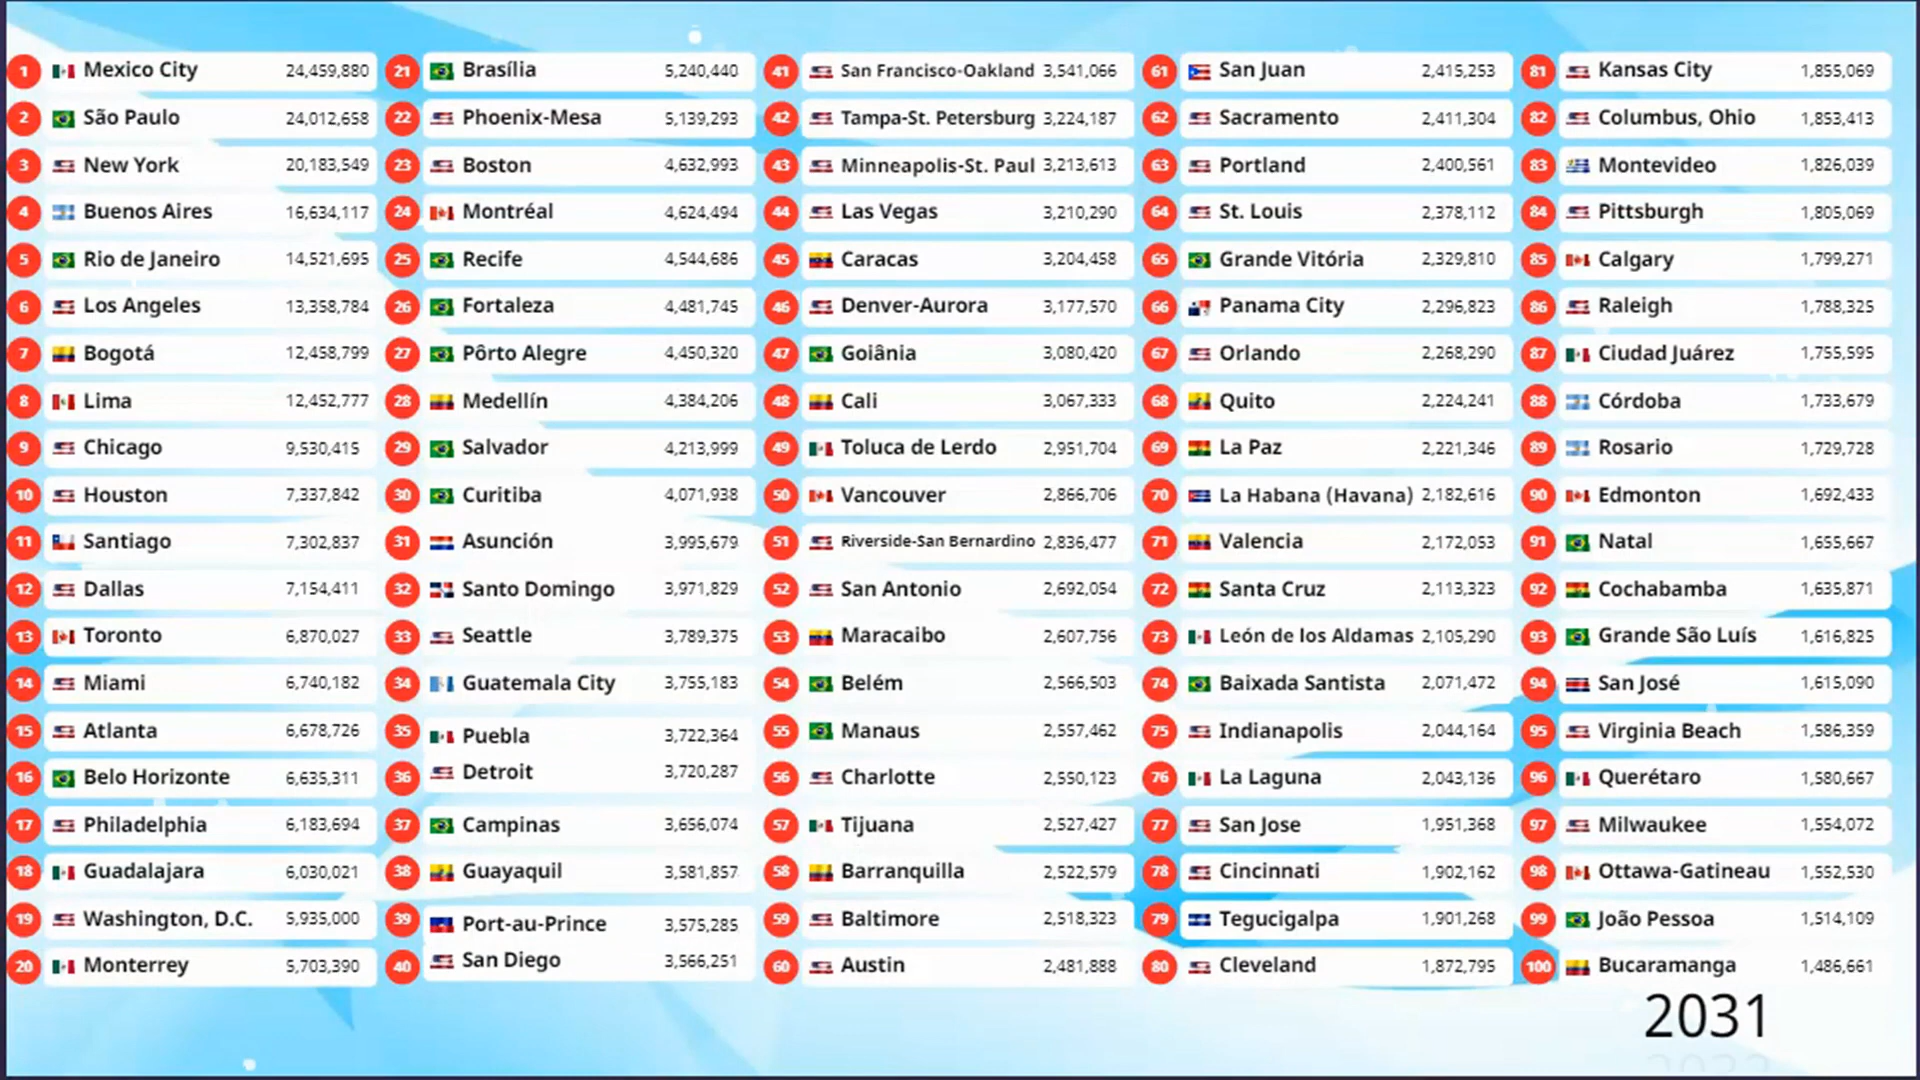 1 Mexico City 24,459,880
2 São Paulo 24,012,658
3 New York 20,183,549
4 Buenos Aires 16,634,117
5 Rio de Janeiro 14,521,695
6 Los Angeles 13,358,784
7 Bogotá 12,458,799
8 Lima 12,452,777
9 Chicago 9,530,415
10 Houston 7,337,842
11 Santiago 7,302,837
12 Dallas 7,154,411
13 Toronto 6,870,027
14 Miami 6,740,182
15 Atlanta 6,678,726
16 Belo Horizonte 6,635,311
17 Philadelphia 6,183,694
18 Guadalajara 6,030,021
19 Washington, D.C. 5,935,000
20 Monterrey 5,703,390
21 Brasília 5,240,440
22 Phoenix-Mesa 5,139,293
23 Boston 4,632,993
24 Montréal 4,624,494
25 Recife 4,544,686
26 Fortaleza 4,481,745
27 Pôrto Alegre 4,450,320
28 Medellín 4,384,206
29 Salvador 4,213,999
30 Curitiba 4,071,938
31 Asunción 3,995,679
32 Santo Domingo 3,971,829
33 Seattle 3,789,375
34 Guatemala City 3,755,183
35 Puebla 3,722,364
36 Detroit 3,720,287
37 Campinas 3,656,074
38 Guayaquil 3,581,857
39 Port-au-Prince 3,575,285
40 San Diego 3,566,251
41 San Francisco-Oakland 3,541,066
42 Tampa-St. Petersburg 3,224,187
43 Minneapolis-St. Paul 3,213,613
44 Las Vegas 3,210,290
45 Caracas 3,204,458
46 Denver-Aurora 3,177,570
47 Goiânia 3,080,420
48 Cali 3,067,333
49 Toluca de Lerdo 2,951,704
50 Vancouver 2,866,706
51 Riverside-San Bernardino 2,836,477
52 San Antonio 2,692,054
53 Maracaibo 2,607,756
54 Belém 2,566,503
55 Manaus 2,557,462
56 Charlotte 2,550,123
57 Tijuana 2,527,427
58 Barranquilla 2,522,579
59 Baltimore 2,518,323
60 Austin 2,481,888
61 San Juan 2,415,253
62 Sacramento 2,411,304
63 Portland 2,400,561
64 St. Louis 2,378,112
65 Grande Vitória 2,329,810
66 Panama City 2,296,823
67 Orlando 2,268,290
68 Quito 2,224,241
69 La Paz 2,221,346
70 La Habana (Havana) 2,182,616
71 Valencia 2,172,053
72 Santa Cruz 2,113,323
73 León de los Aldamas 2,105,290
74 Baixada Santista 2,071,472
75 Indianapolis 2,044,164
76 La Laguna 2,043,136
77 San Jose 1,951,368
78 Cincinnati 1,902,162
79 Tegucigalpa 1,901,268
80 Cleveland 1,872,795
81 Kansas City 1,855,069
82 Columbus, Ohio 1,853,413
83 Montevideo 1,826,039
84 Pittsburgh 1,805,069
85 Calgary 1,799,271
86 Raleigh 1,788,325
87 Ciudad Juárez 1,755,595
88 Córdoba 1,733,679
89 Rosario 1,729,728
90 Edmonton 1,692,433
91 Natal 1,655,667
92 Cochabamba 1,635,871
93 Grande São Luís 1,616,825
94 San José 1,615,090
95 Virginia Beach 1,586,359
96 Querétaro 1,580,667
97 Milwaukee 1,554,072
98 Ottawa-Gatineau 1,552,530
99 João Pessoa 1,514,109
100 Bucaramanga 1,486,661
2031